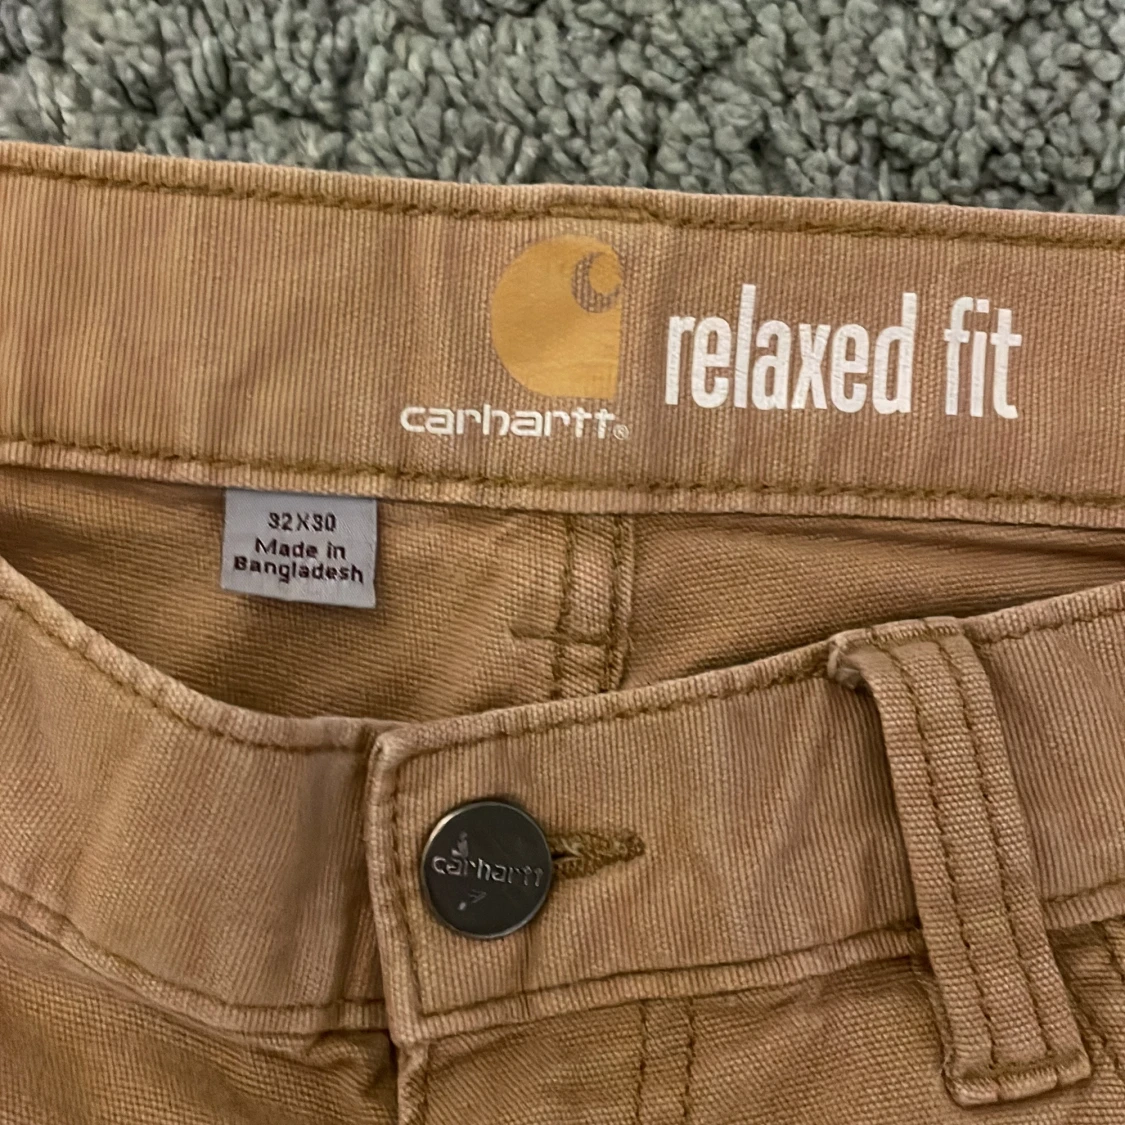 carhartt®
relaxed fit
32X30
Made in
Bangladesh
carhartt